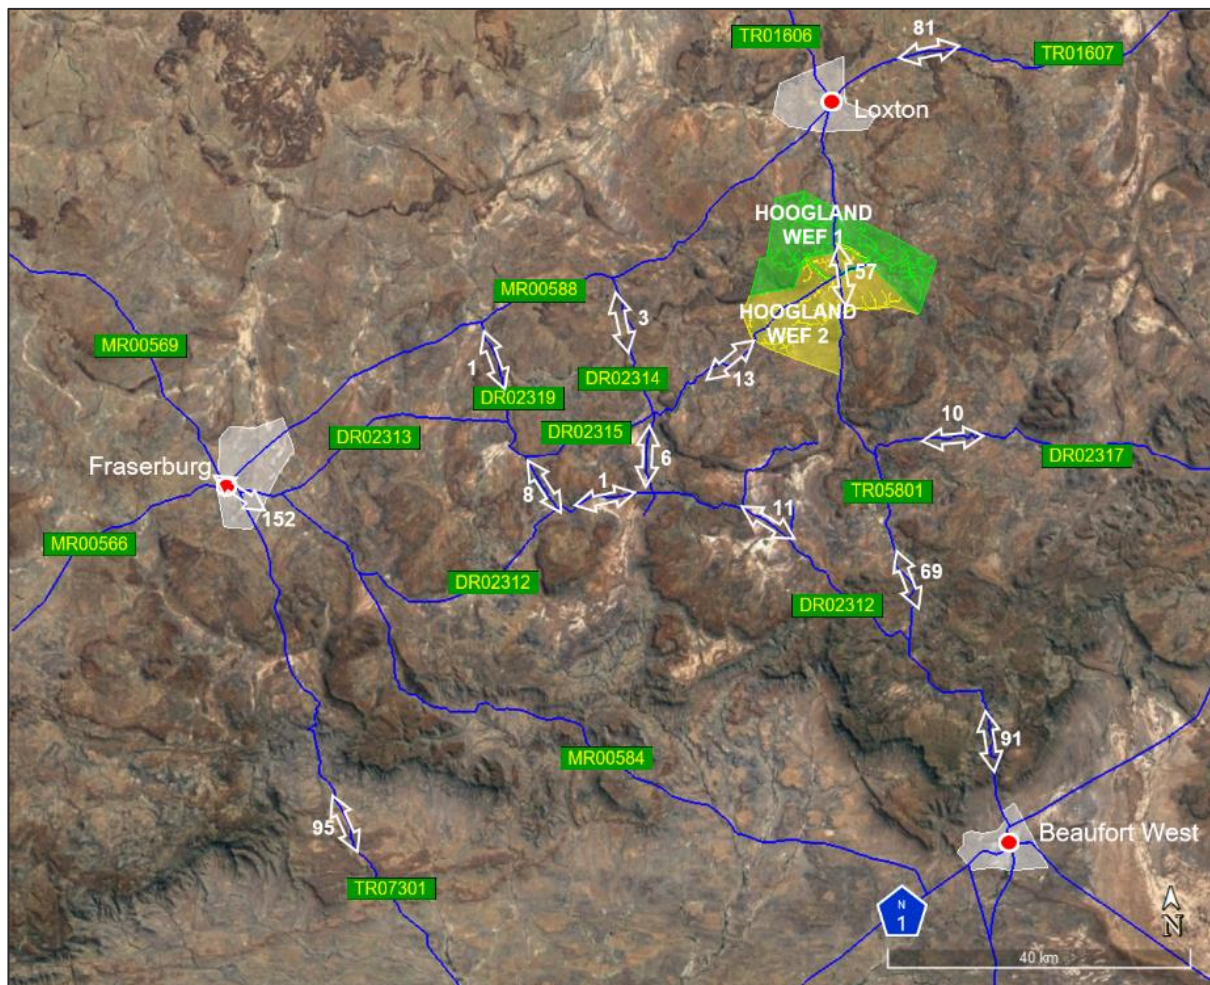 TR01606
81
TR01607
Loxton
HOOGLAND
WEF 1
57
MR00588
3
HOOGLAND
WEF 2
MR00569
1
13
DR02314
DR02319
DR02313
DR02315
10
DR02317
Fraserburg
6
8
1
TR05801
152
11
MR00566
69
DR02312
DR02312
91
MR00584
95
Beaufort West
TR07301
N
1
N
40 km